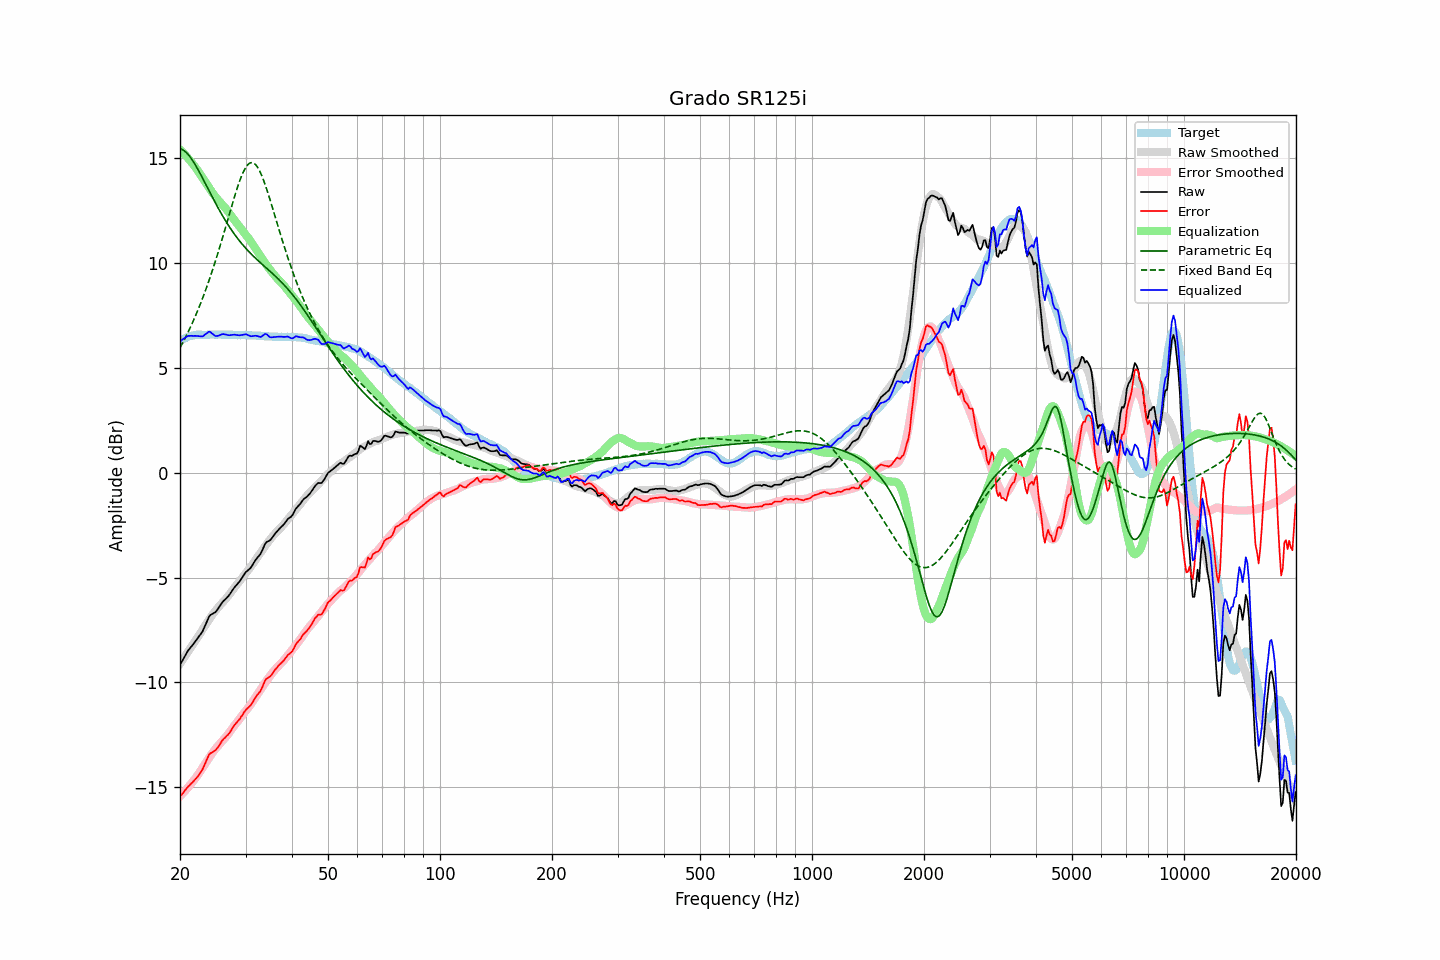 Grado SR125i
Target
Raw Smoothed
Error Smoothed
Raw
Error
Equalization
Parametric Eq
Fixed Band Eq
Equalized
15
10
5
0
−5
−10
−15
Amplitude (dBr)
20
50
100
200
500
1000
2000
5000
10000
20000
Frequency (Hz)